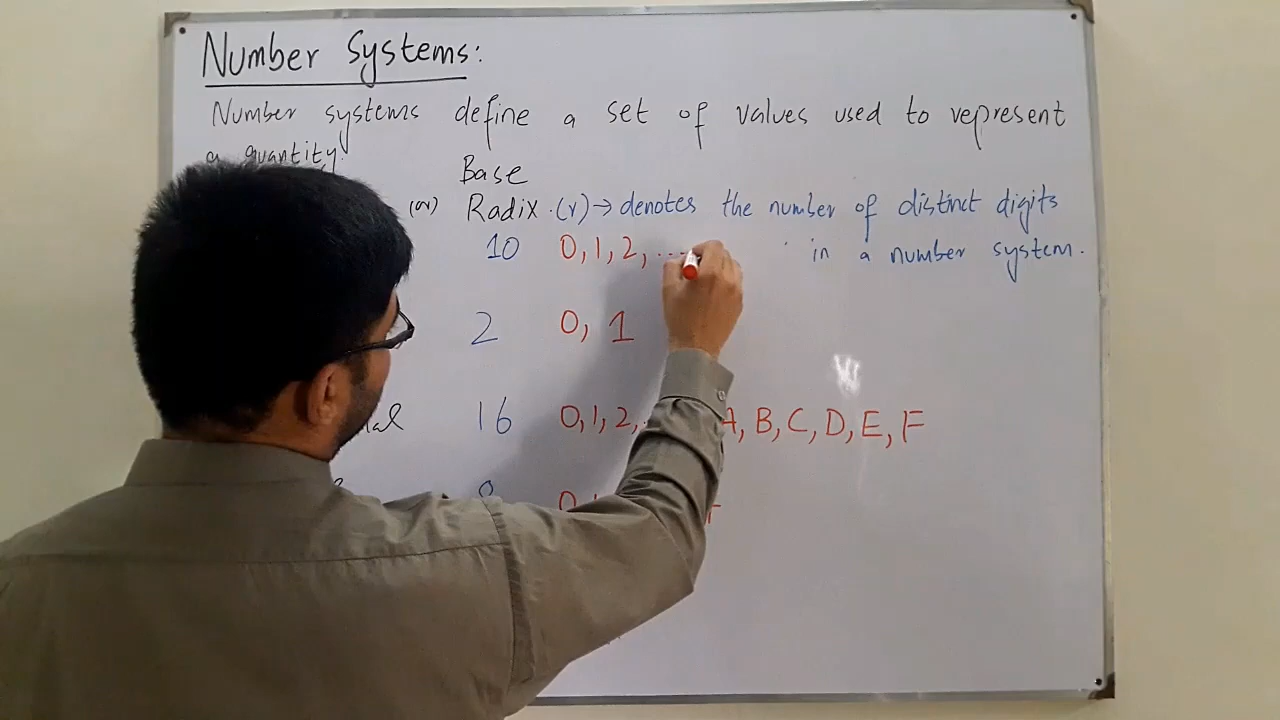 Number Systems:
Number systems define a set of values used to represent
a quantity.
Base
(or) Radix (r) → denotes the number of distinct digits
10 0,1,2,.... in a number system.
2 0, 1
16 0,1,2, A,B,C,D,E,F